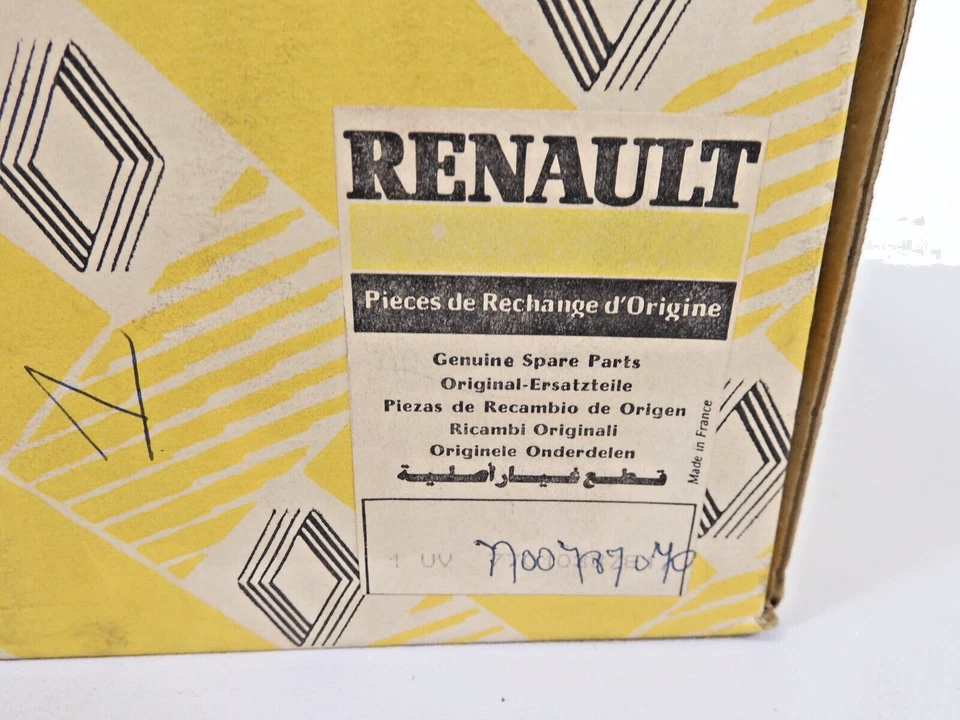 RENAULT
Pièces de Rechange d'Origine
Genuine Spare Parts
Original-Ersatzteile
Piezas de Recambio de Origen
Ricambi Originali
Originele Onderdelen
قطع غيار أصلية
Made in France
1 UV
7700787070